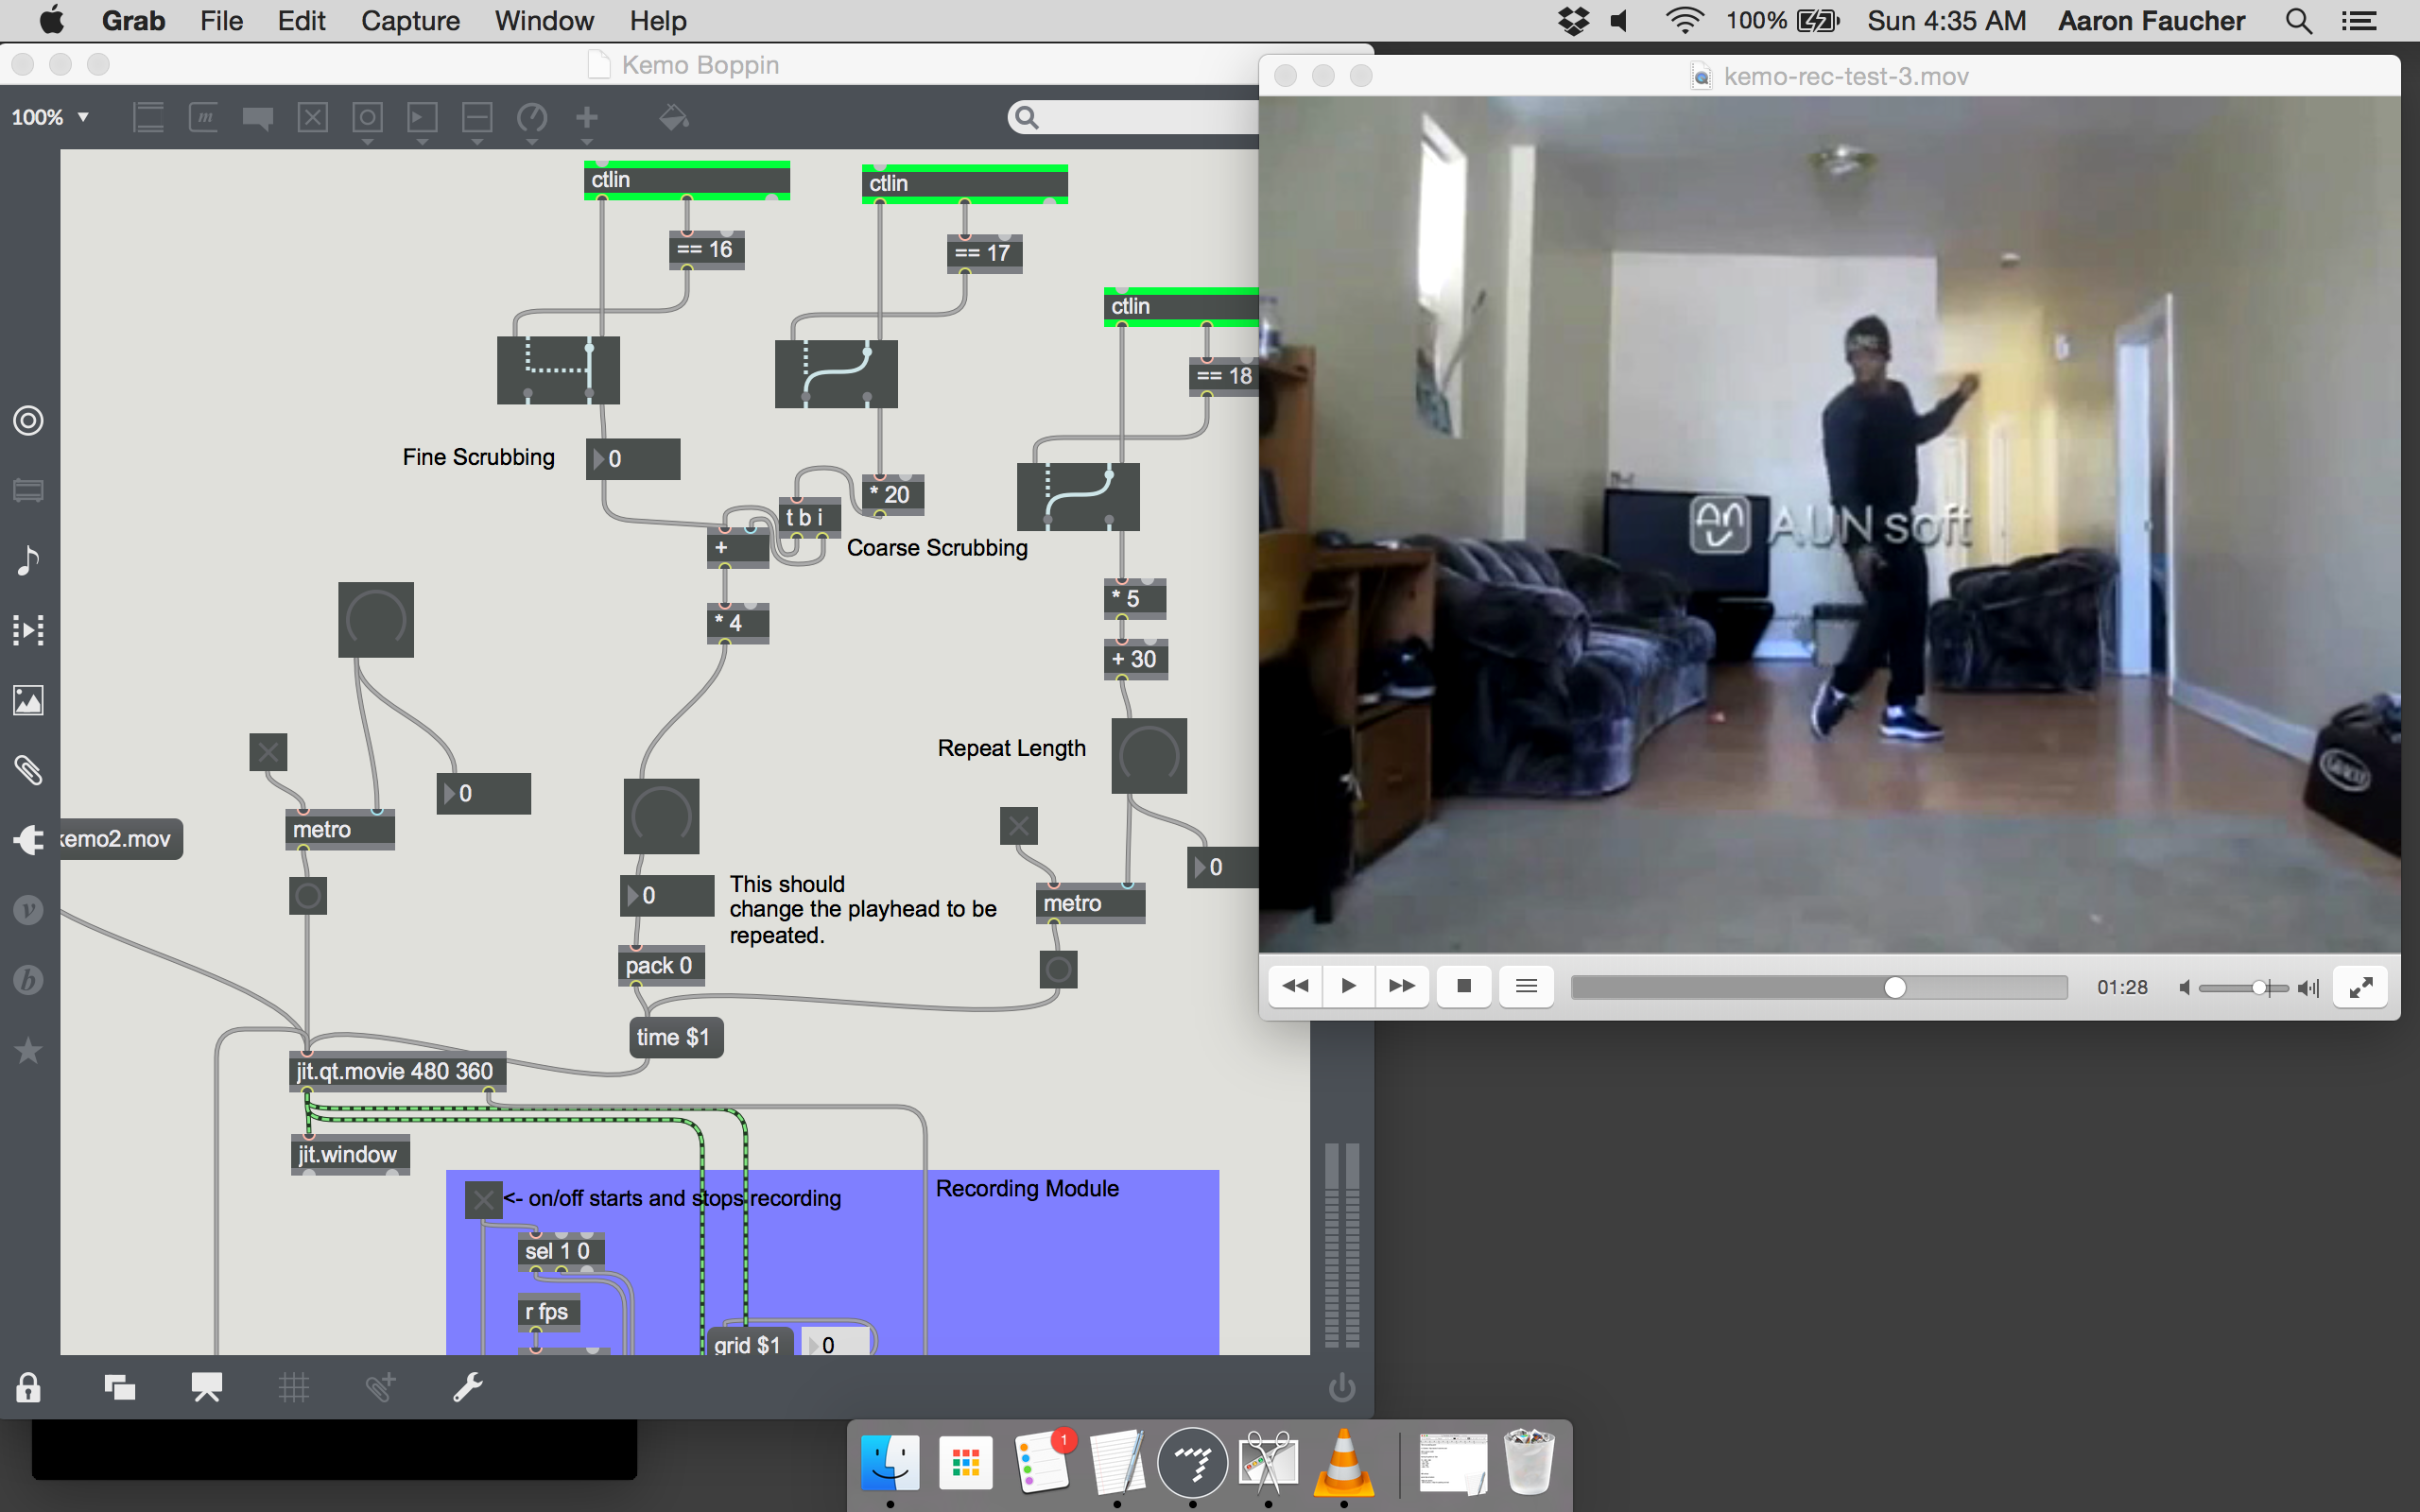 Grab File Edit Capture Window Help
100% Sun 4:35 AM Aaron Faucher
Kemo Boppin
kemo-rec-test-3.mov
100%
m
ctlin
ctlin
== 16
== 17
ctlin
== 18
Fine Scrubbing
0
* 20
t b i
+
Coarse Scrubbing
* 4
* 5
+ 30
AUN soft
Repeat Length
0
metro
kemo2.mov
0
This should
change the playhead to be
repeated.
0
metro
pack 0
time $1
01:28
jit.qt.movie 480 360
jit.window
<- on/off starts and stops recording
Recording Module
sel 1 0
r fps
grid $1
0
v
b
1